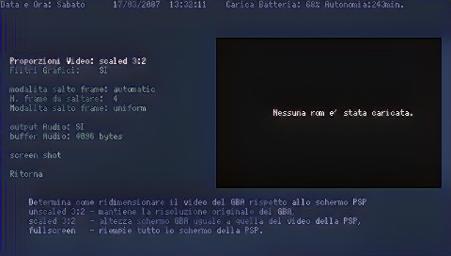 Data e Ora: Sabato 17/03/2007 13:32:11 Carica Batteria: 68% Autonomia:243min.
Proporzioni Video: scaled 3:2
Filtri Grafici: SI
modalita salto frame: automatic
N. frame da saltare: 4
Modalita salto frame: uniform
output Audio: SI
buffer Audio: 4096 bytes
screen shot
Ritorna
Nessuna rom e' stata caricata.
Determina come ridimensionare il video del GBA rispetto allo schermo PSP
unscaled 3:2 - mantiene la risoluzione originale del GBA,
scaled 3:2 - altezza schermo GBA uguale a quella del video della PSP,
fullscreen - riempie tutto lo schermo della PSP.